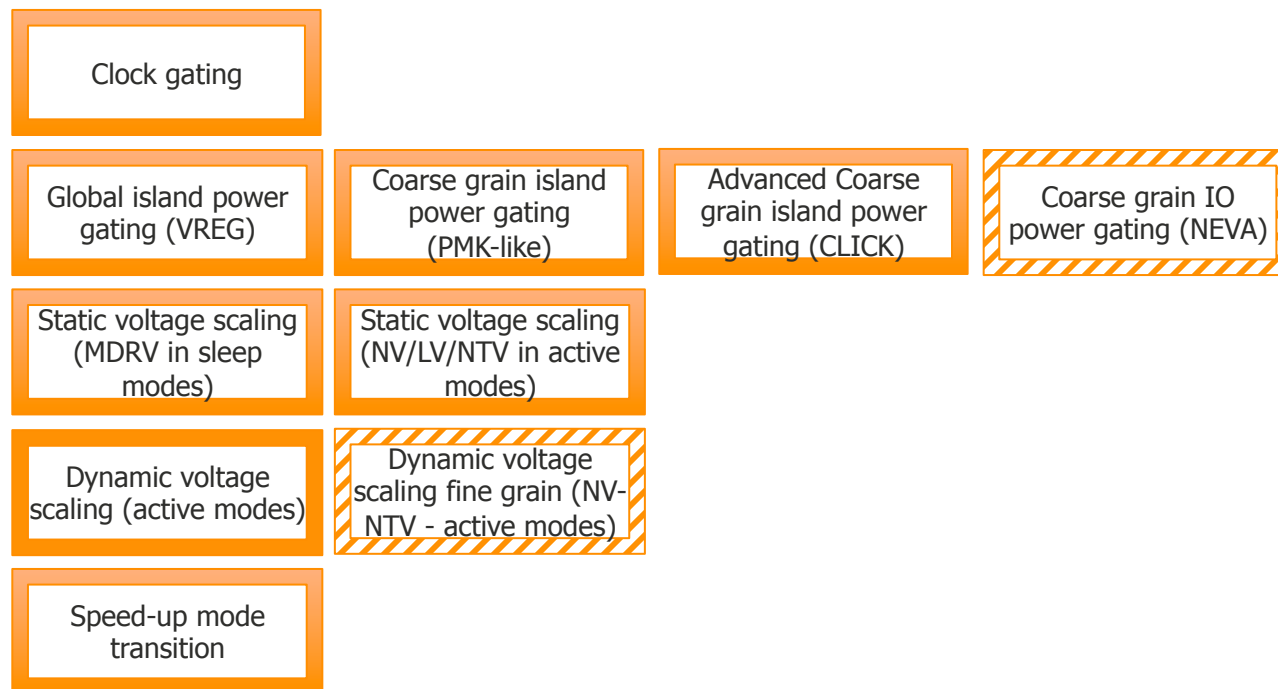 Clock gating
Global island power
gating (VREG)
Coarse grain island
power gating
(PMK-like)
Advanced Coarse
grain island power
gating (CLICK)
Coarse grain IO
power gating (NEVA)
Static voltage scaling
(MDRV in sleep
modes)
Static voltage scaling
(NV/LV/NTV in active
modes)
Dynamic voltage
scaling (active modes)
Dynamic voltage
scaling fine grain (NV-
NTV - active modes)
Speed-up mode
transition